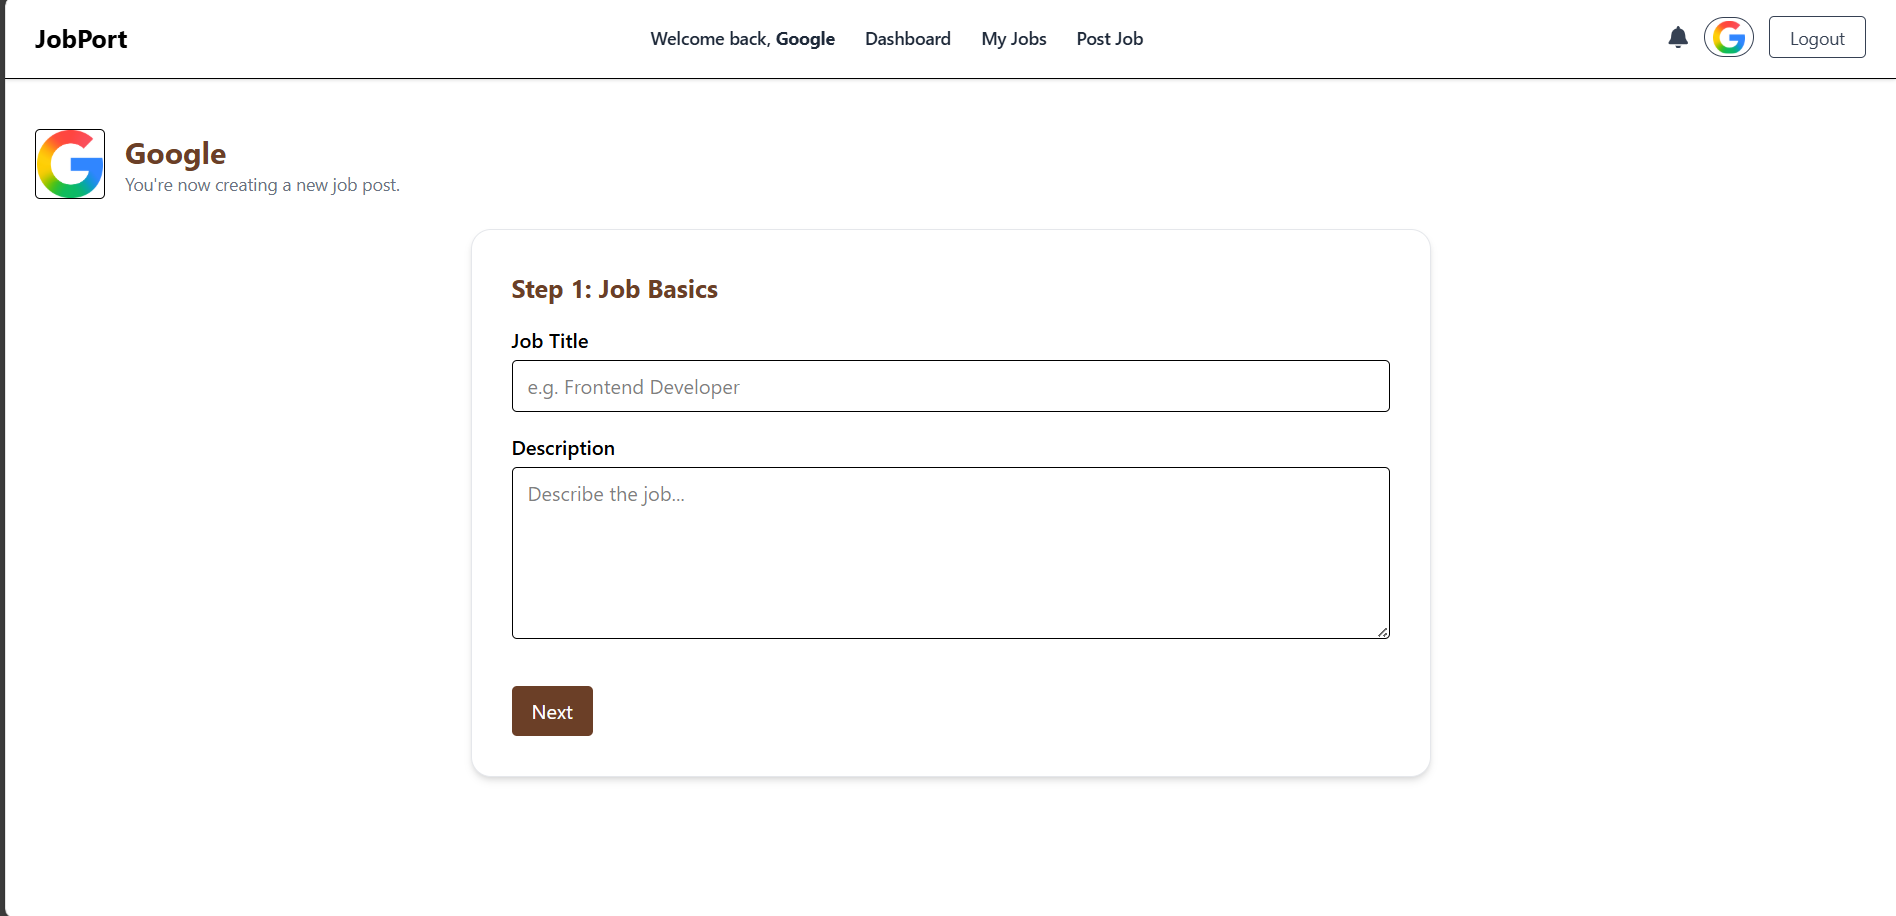 JobPort
Welcome back, Google Dashboard My Jobs Post Job
Logout
Google
You're now creating a new job post.
Step 1: Job Basics
Job Title
e.g. Frontend Developer
Description
Describe the job...
Next